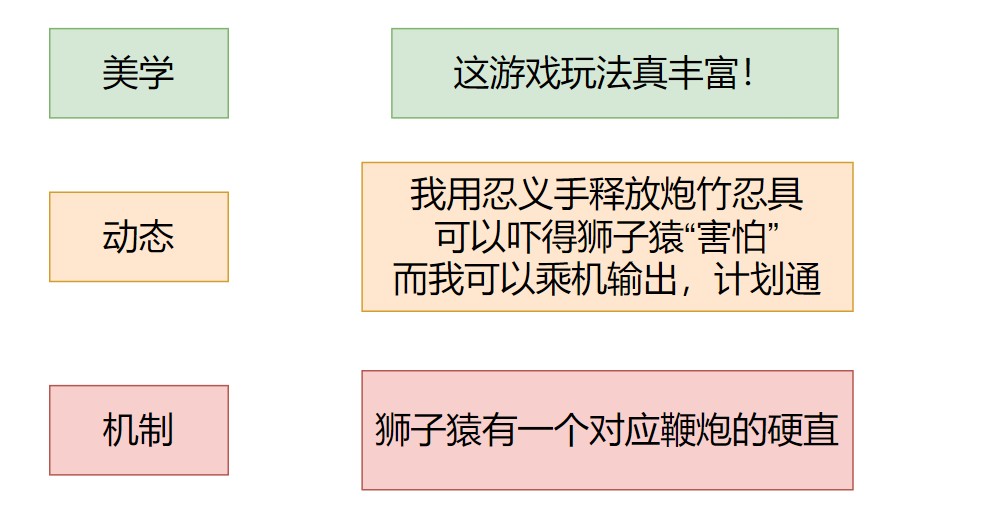 美学
这游戏玩法真丰富！
动态
我用忍义手释放炮竹忍具
可以吓得狮子猿“害怕”
而我可以乘机输出，计划通
机制
狮子猿有一个对应鞭炮的硬直